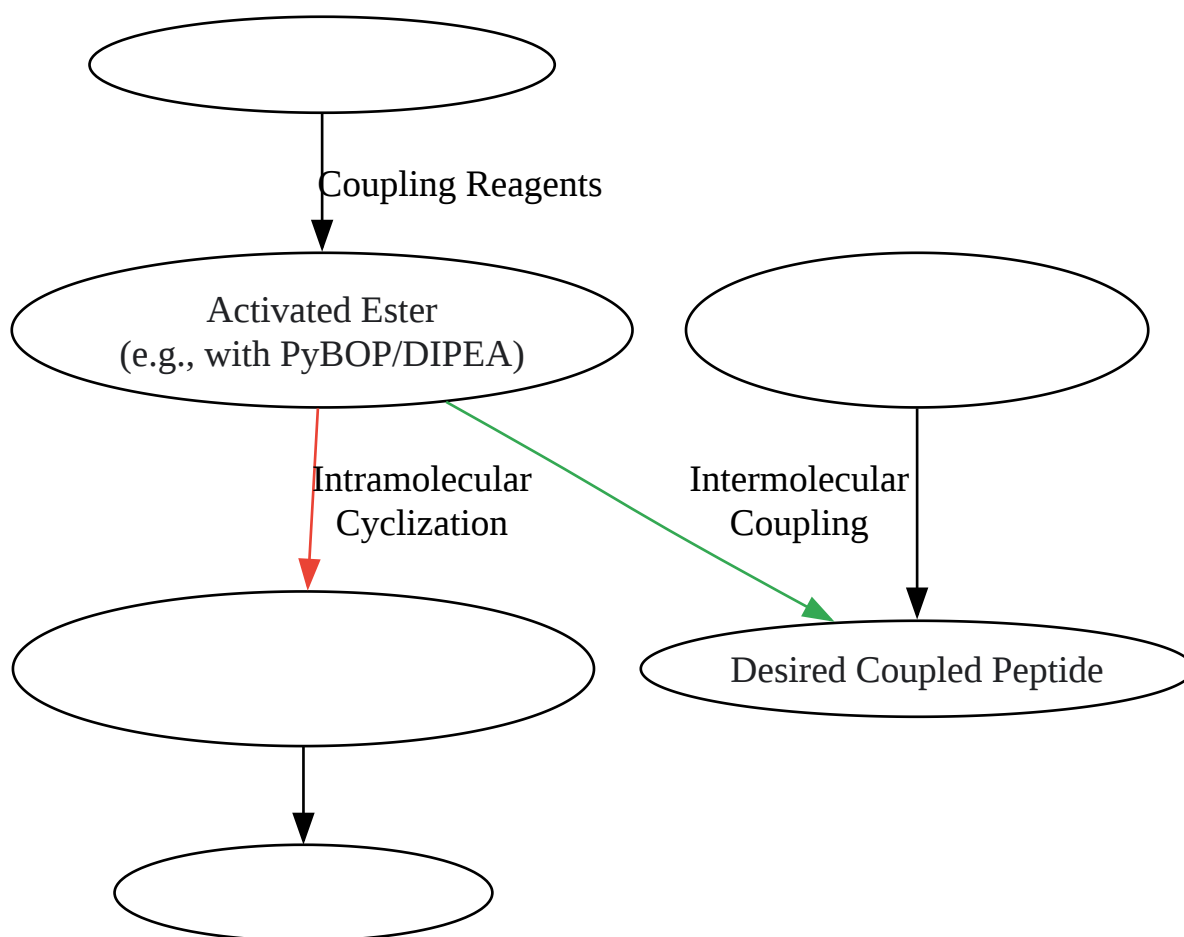 Coupling Reagents
Activated Ester
(e.g., with PyBOP/DIPEA)
Intramolecular
Cyclization
Intermolecular
Coupling
Desired Coupled Peptide